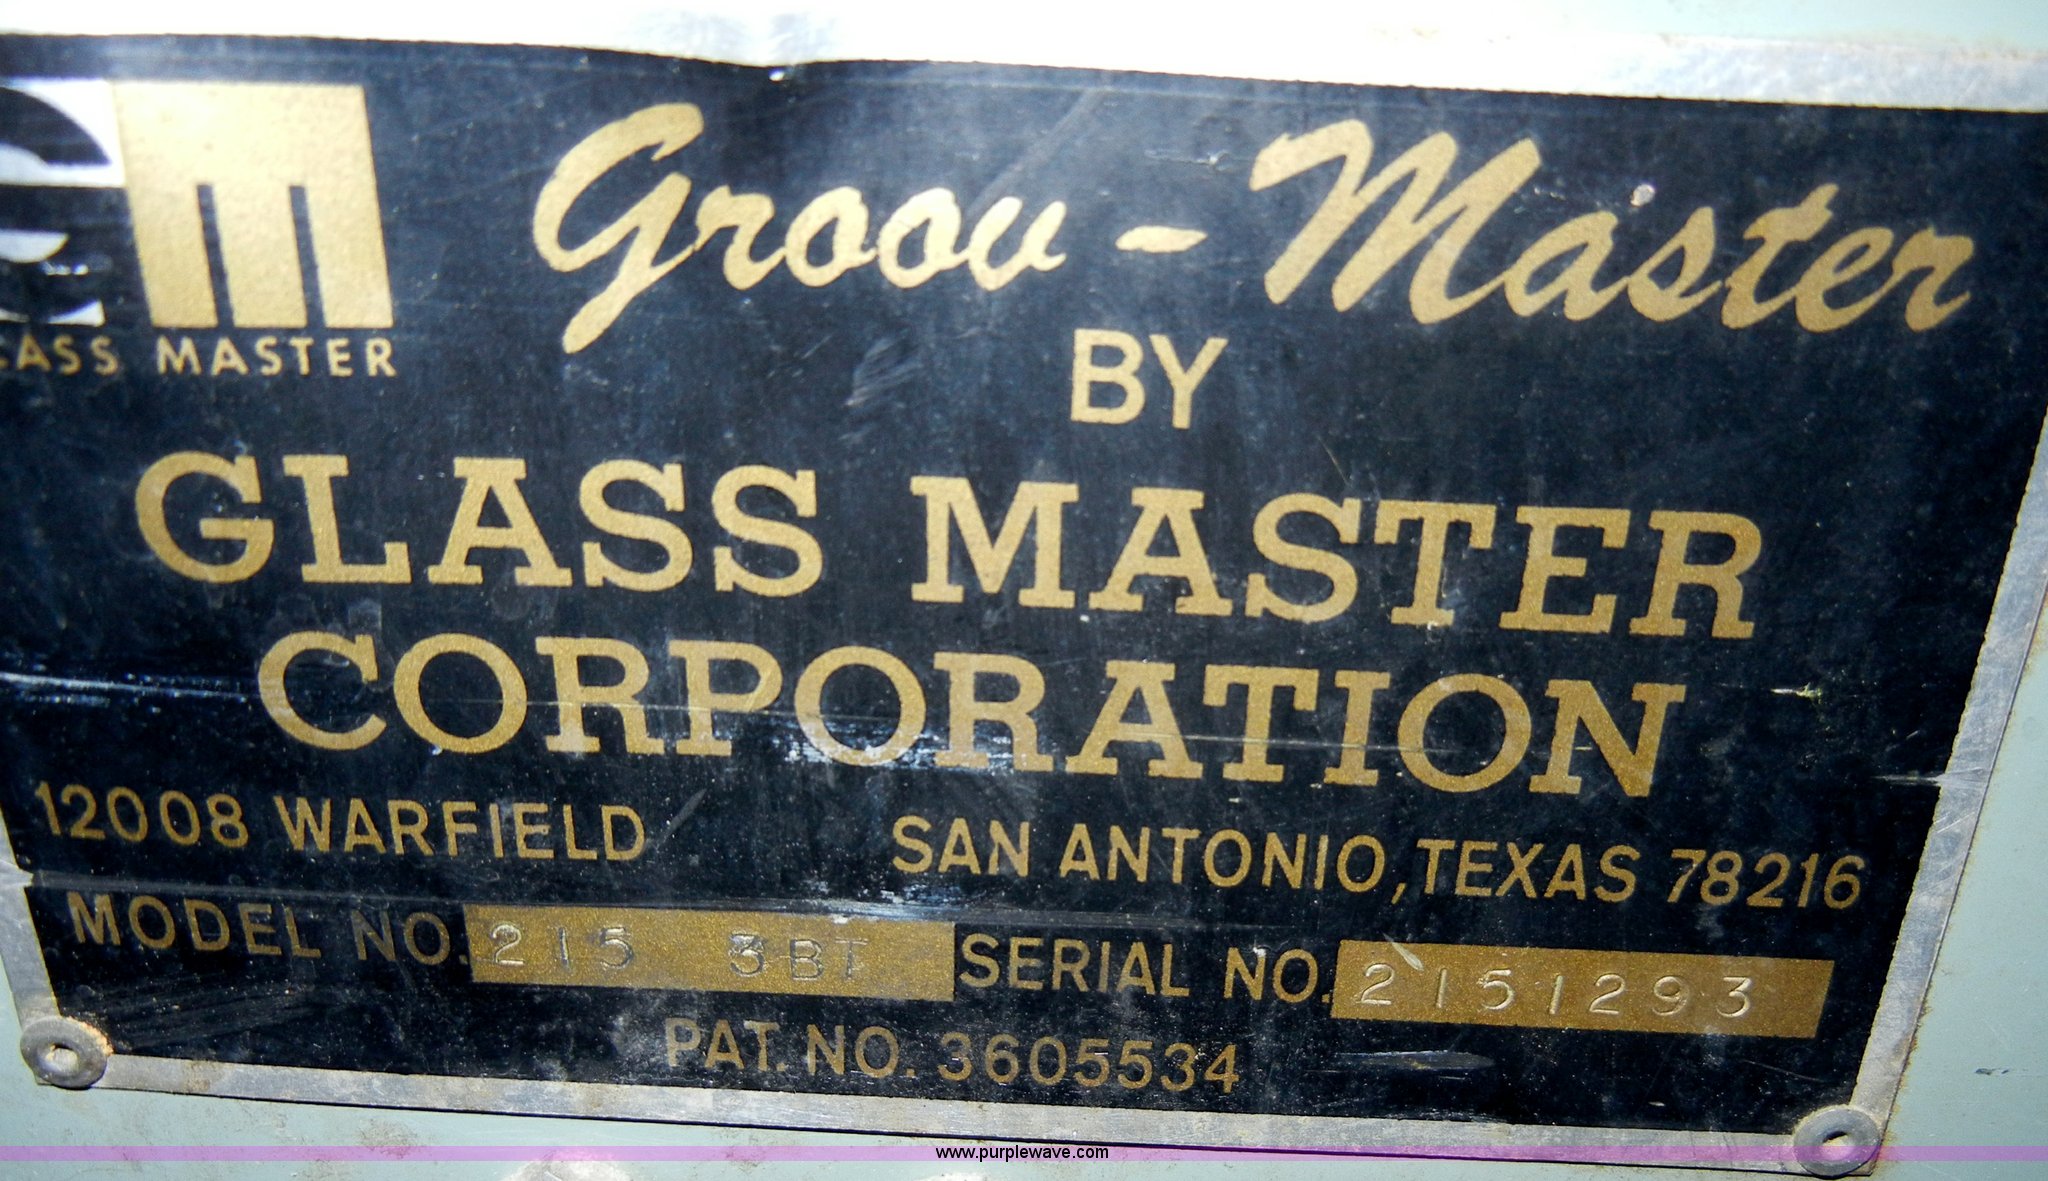 Groov-Master
MASTER
BY
GLASS MASTER
CORPORATION
12008 WARFIELD SAN ANTONIO, TEXAS 78216
MODEL NO. 215 3BT SERIAL NO. 2151293
PAT. NO. 3605534
www.purplewave.com